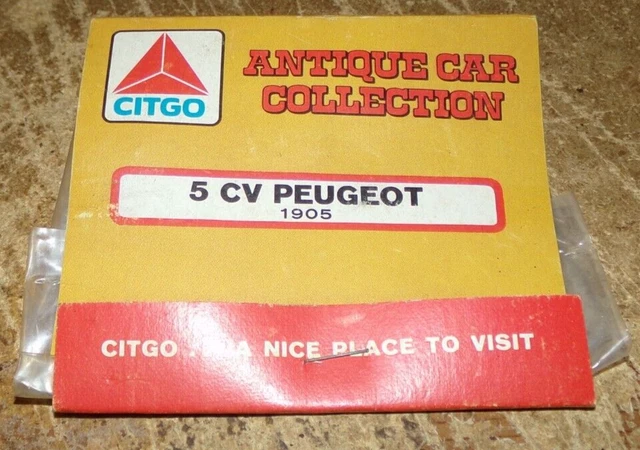 CITGO
ANTIQUE CAR
COLLECTION
5 CV PEUGEOT
1905
CITGO . . . A NICE PLACE TO VISIT